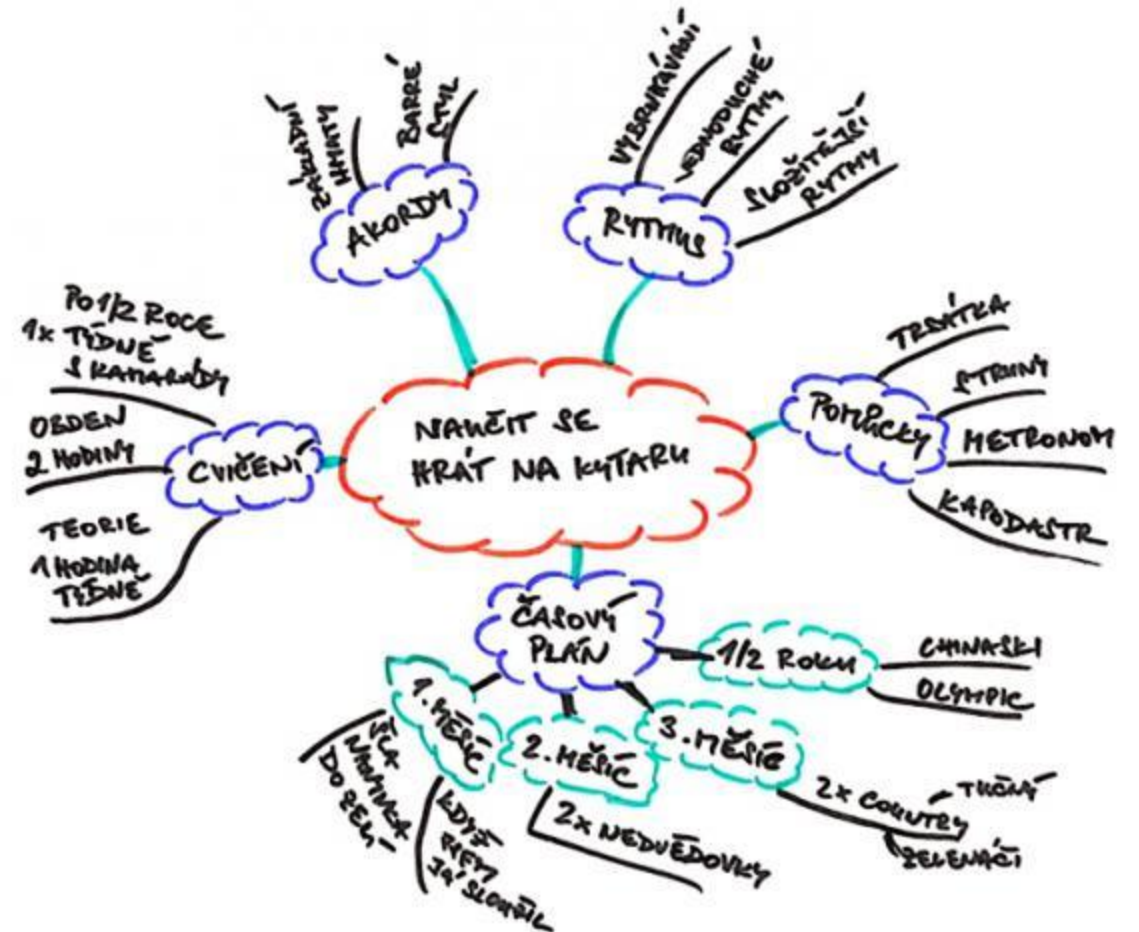 NAUČIT SE
HRÁT NA KYTARU
AKORDY
ZÁKLADNÍ
HMATY
BARRÉ
STYL
RYTMUS
VYBRNKÁVÁNÍ
JEDNODUCHÉ
RYTMY
SLOŽITĚJŠÍ
RYTMY
POMŮCKY
TRSÁTKA
STRUNY
METRONOM
KAPODASTR
ČASOVÝ
PLÁN
1/2 ROKU
CHINASKI
OLYMPIC
3. MĚSÍC
2x COUNTRY
TUČNÝ
ZELENÁČI
2. MĚSÍC
2x NEDVĚDOVKY
1. MĚSÍC
ŠLA
NANYNKA
DO ZELÍ
KDYŽ
JSEM
JÁ SLOUŽIL
CVIČENÍ
PO 1/2 ROCE
1x TÝDNĚ
S KAMARÁDY
OBDEN
2 HODINY
TEORIE
1 HODINA
TÝDNĚ